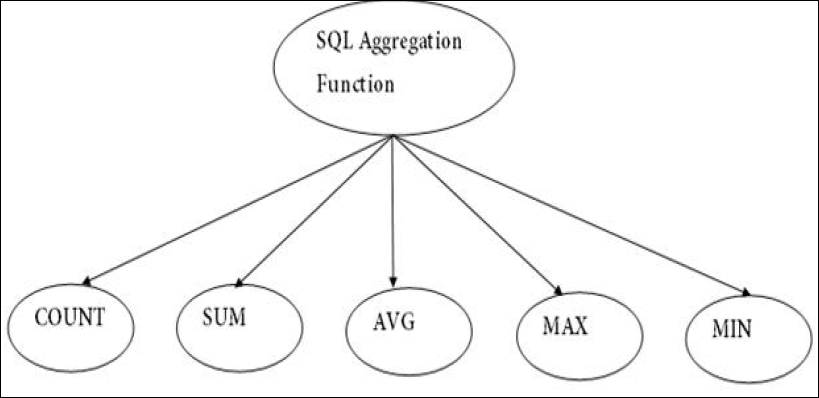 SQL Aggregation
Function
COUNT
SUM
AVG
MAX
MIN